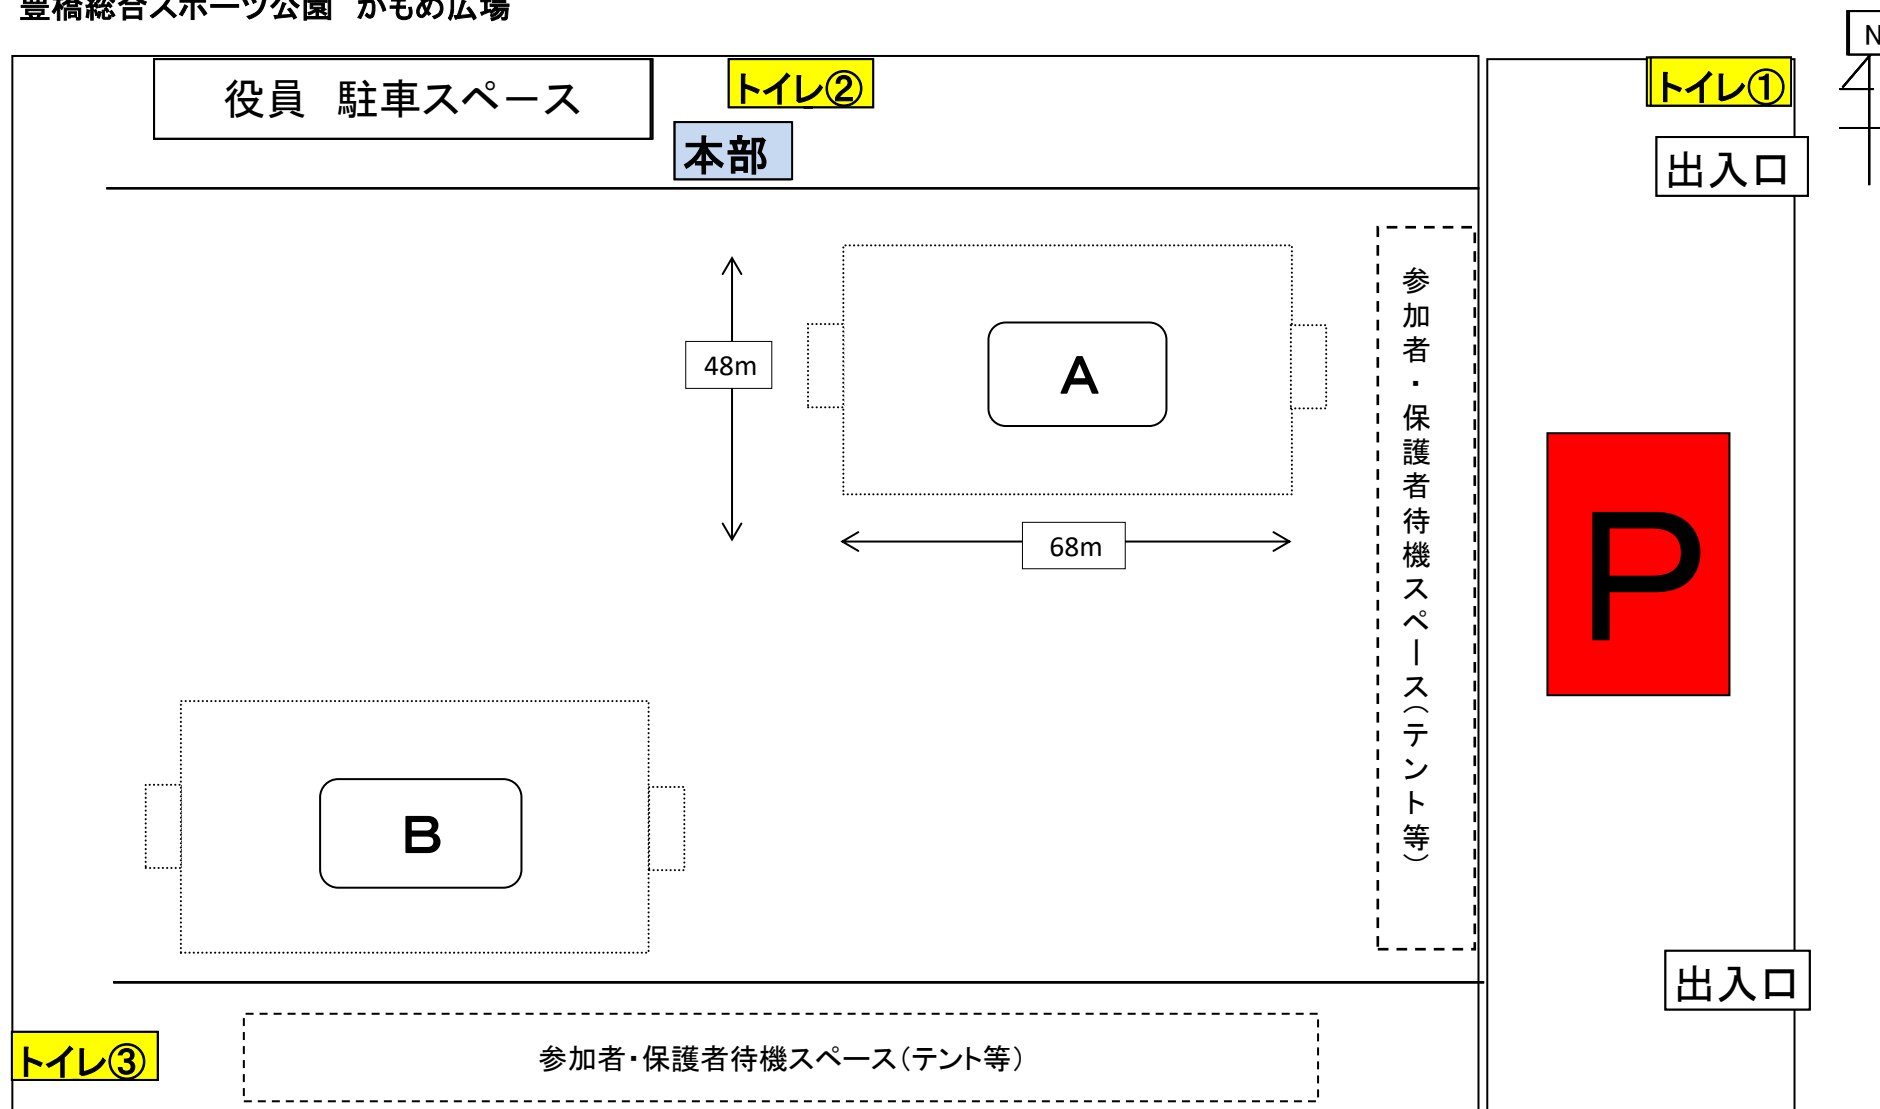 豊橋総合スポーツ公園　かもめ広場
N
役員　駐車スペース
トイレ②
トイレ①
本部
出入口
A
48m
68m
参加者・保護者待機スペース(テント等)
P
B
出入口
トイレ③
参加者・保護者待機スペース(テント等)